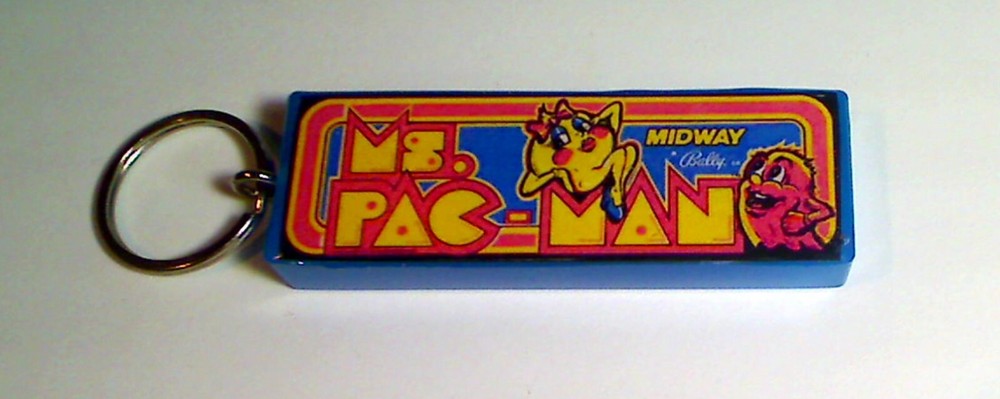 Ms.
PAC-MAN
MIDWAY
Bally